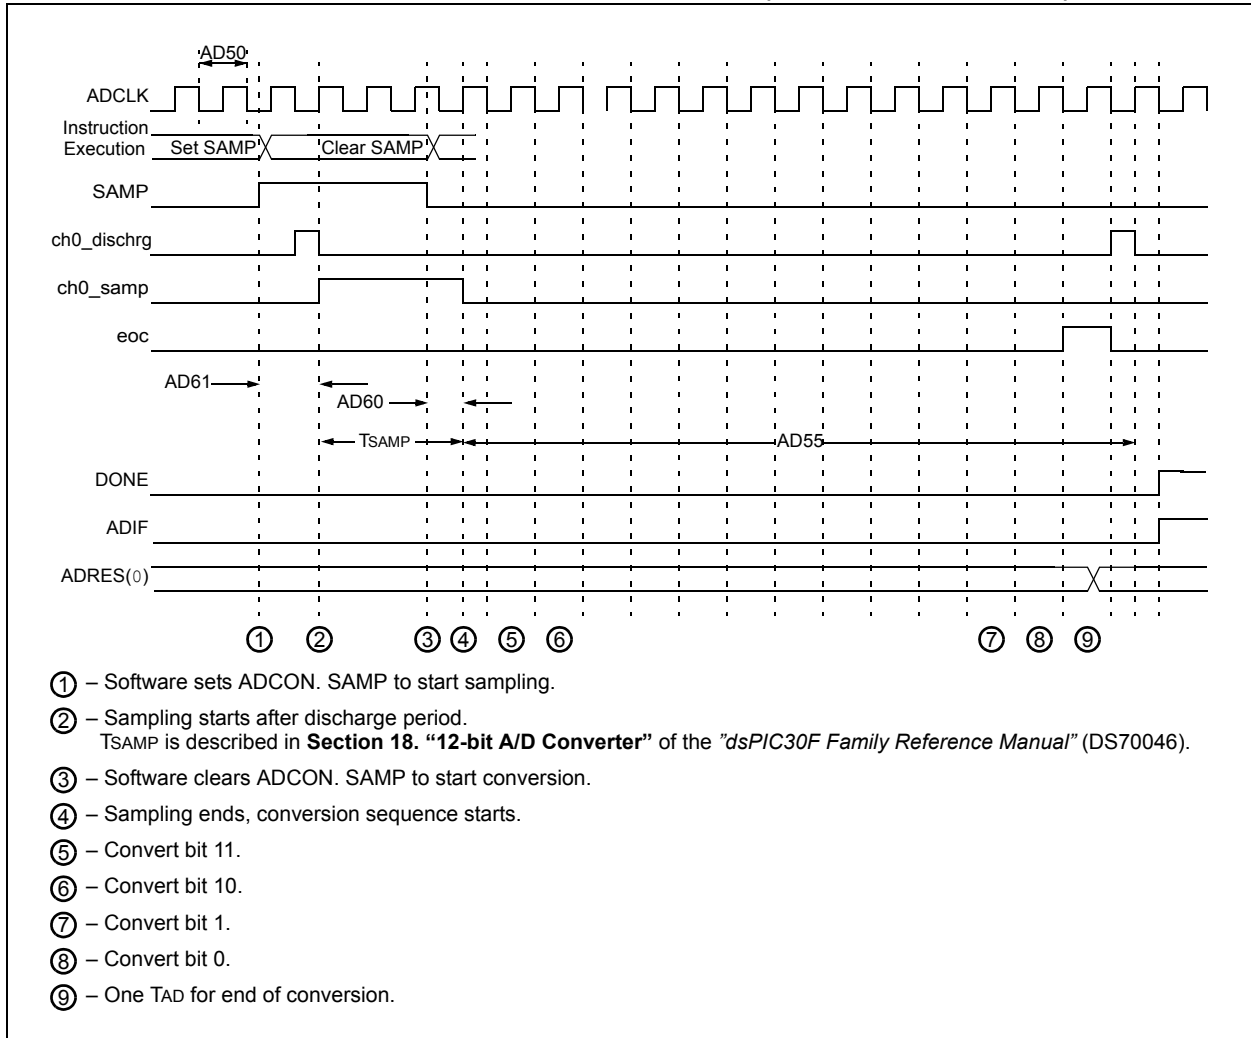 AD50
ADCLK
Instruction
Execution
Set SAMP
Clear SAMP
SAMP
ch0_dischrg
ch0_samp
eoc
AD61
AD60
TSAMP
AD55
DONE
ADIF
ADRES(0)
1 2 3 4 5 6 7 8 9
1 – Software sets ADCON. SAMP to start sampling.
2 – Sampling starts after discharge period.
TSAMP is described in Section 18. “12-bit A/D Converter” of the ”dsPIC30F Family Reference Manual” (DS70046).
3 – Software clears ADCON. SAMP to start conversion.
4 – Sampling ends, conversion sequence starts.
5 – Convert bit 11.
6 – Convert bit 10.
7 – Convert bit 1.
8 – Convert bit 0.
9 – One TAD for end of conversion.